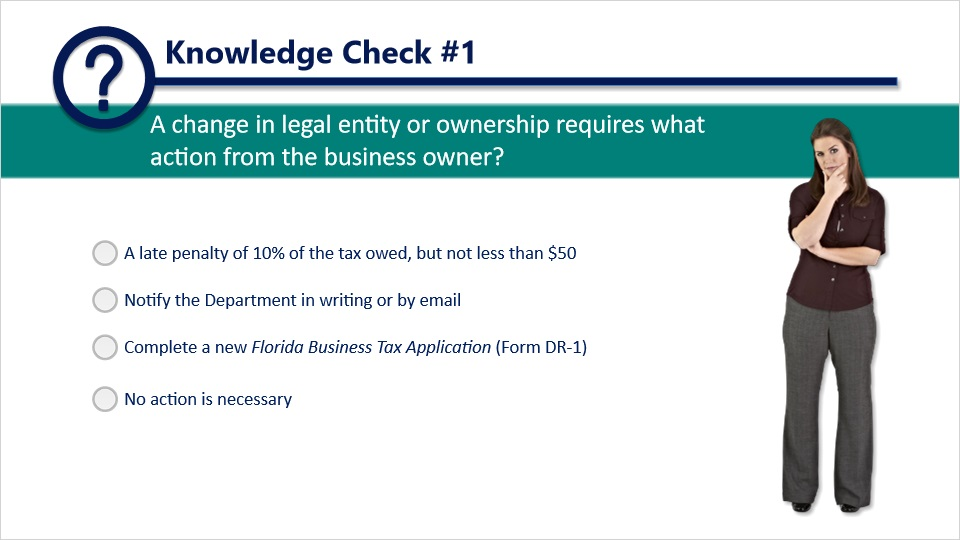 ?
Knowledge Check #1
A change in legal entity or ownership requires what
action from the business owner?
A late penalty of 10% of the tax owed, but not less than $50
Notify the Department in writing or by email
Complete a new Florida Business Tax Application (Form DR-1)
No action is necessary